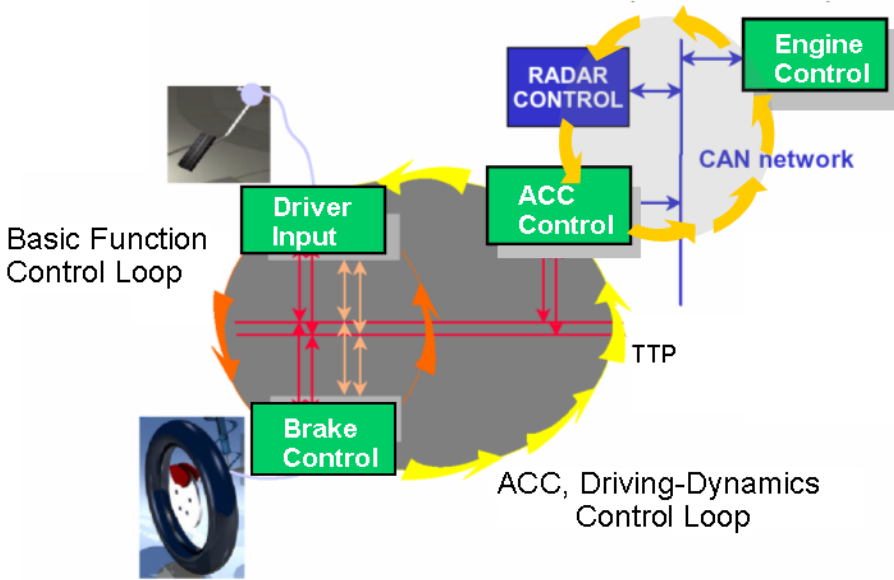 Engine
Control
RADAR
CONTROL
CAN network
ACC
Control
Driver
Input
Basic Function
Control Loop
TTP
Brake
Control
ACC, Driving-Dynamics
Control Loop